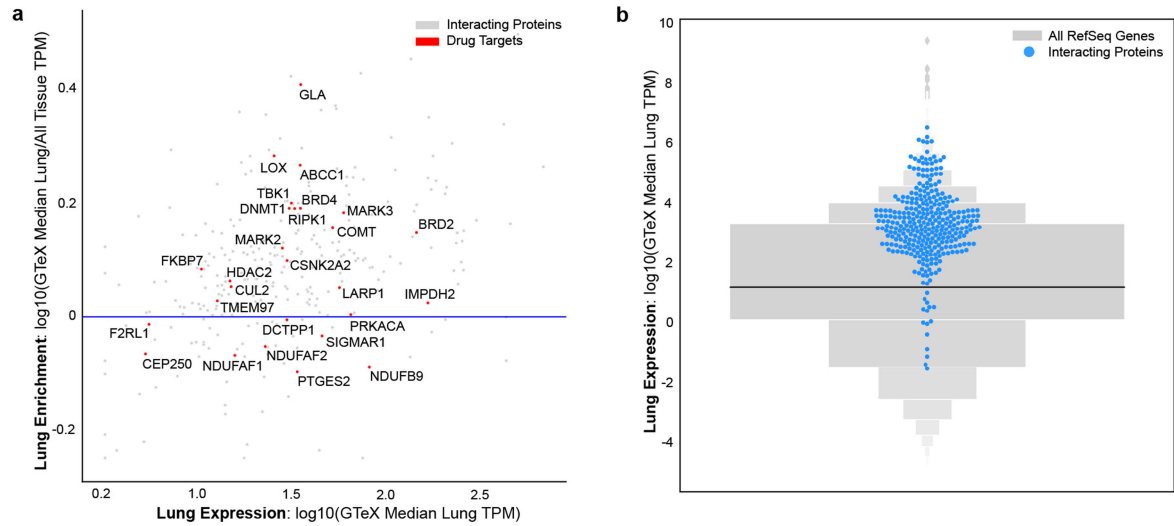 a
Interacting Proteins
Drug Targets
Lung Enrichment: log10(GTeX Median Lung/All Tissue TPM)
0.4
0.2
0
-0.2
GLA
LOX
ABCC1
TBK1
BRD4
DNMT1
RIPK1
MARK3
COMT
BRD2
MARK2
CSNK2A2
FKBP7
HDAC2
CUL2
TMEM97
LARP1
IMPDH2
F2RL1
DCTPP1
PRKACA
SIGMAR1
CEP250
NDUFAF1
NDUFAF2
PTGES2
NDUFB9
0.2 1.0 1.5 2.0 2.5
Lung Expression: log10(GTeX Median Lung TPM)
b
All RefSeq Genes
Interacting Proteins
Lung Expression: log10(GTeX Median Lung TPM)
10
8
6
4
2
0
-2
-4